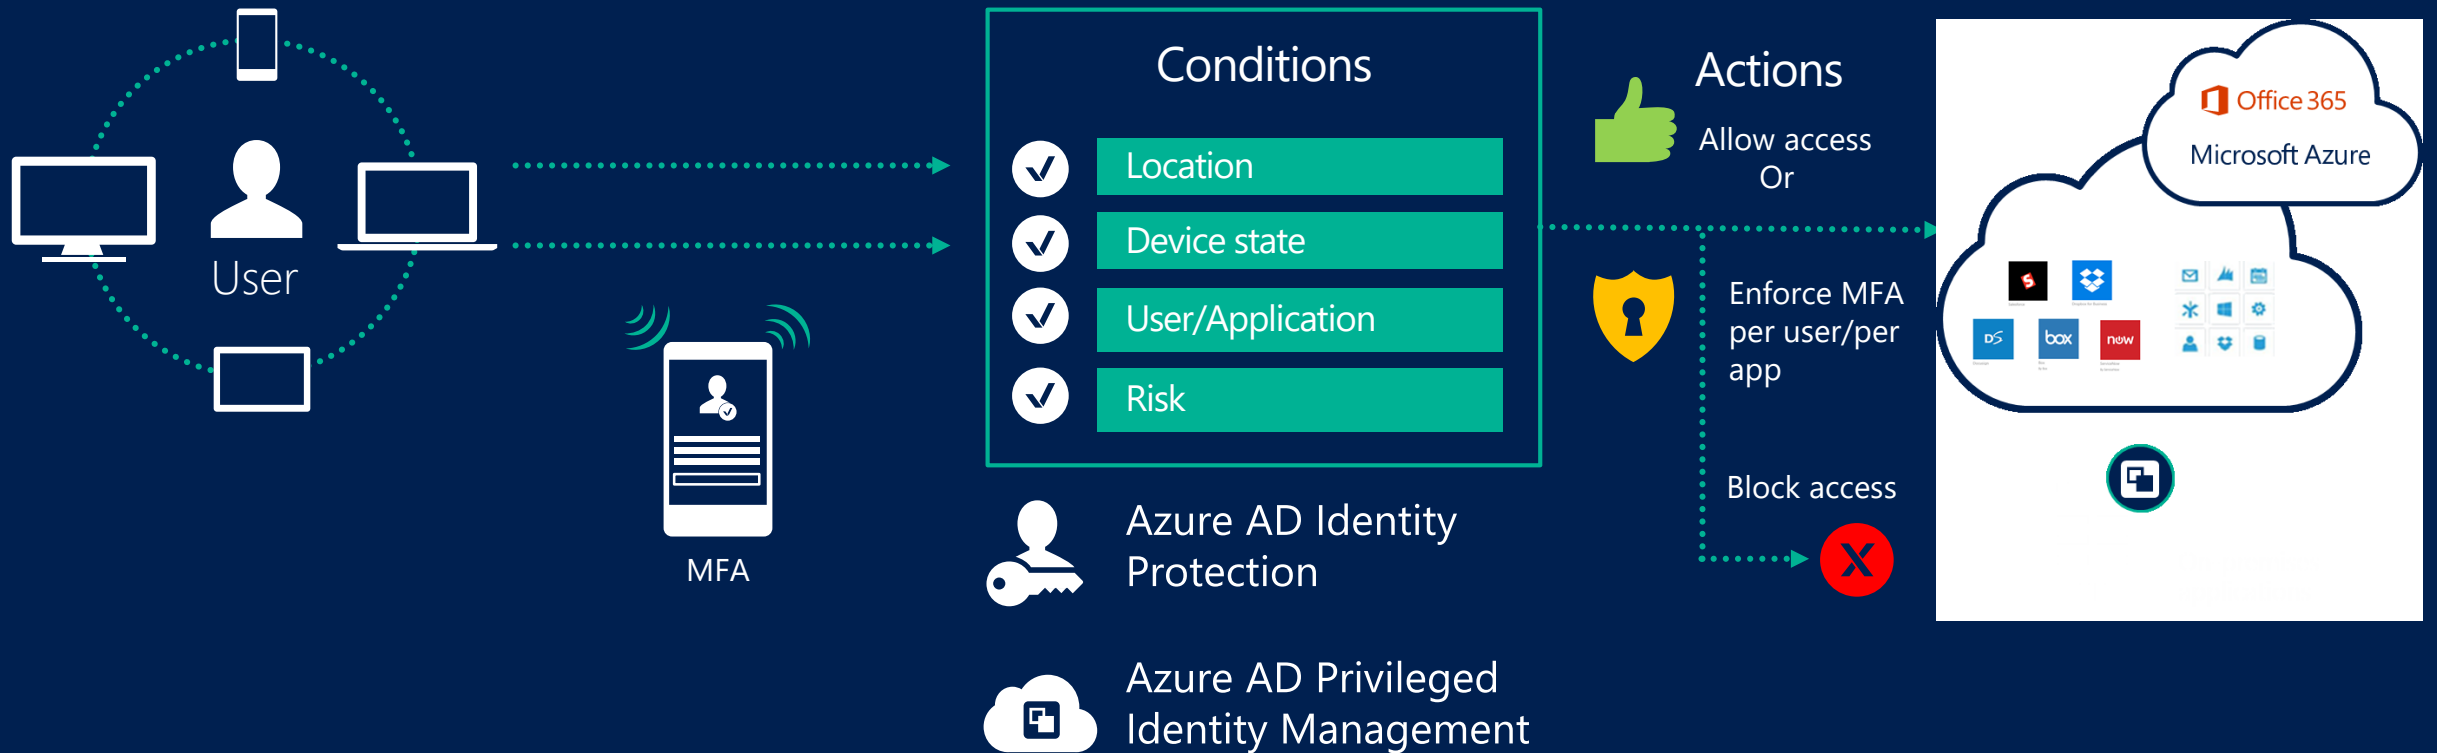 User
MFA
Conditions
Location
Device state
User/Application
Risk
Azure AD Identity
Protection
Azure AD Privileged
Identity Management
Actions
Allow access
Or
Enforce MFA
per user/per
app
Block access
Office 365
Microsoft Azure
S
DS
box
now